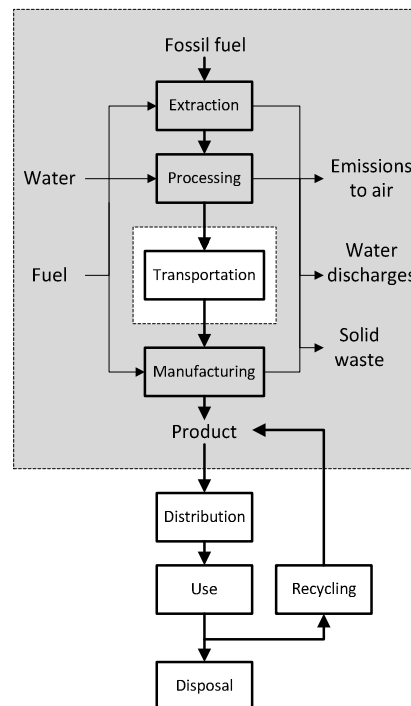 Fossil fuel
Extraction
Water
Processing
Emissions
to air
Fuel
Transportation
Water
discharges
Solid
waste
Manufacturing
Product
Distribution
Use
Recycling
Disposal